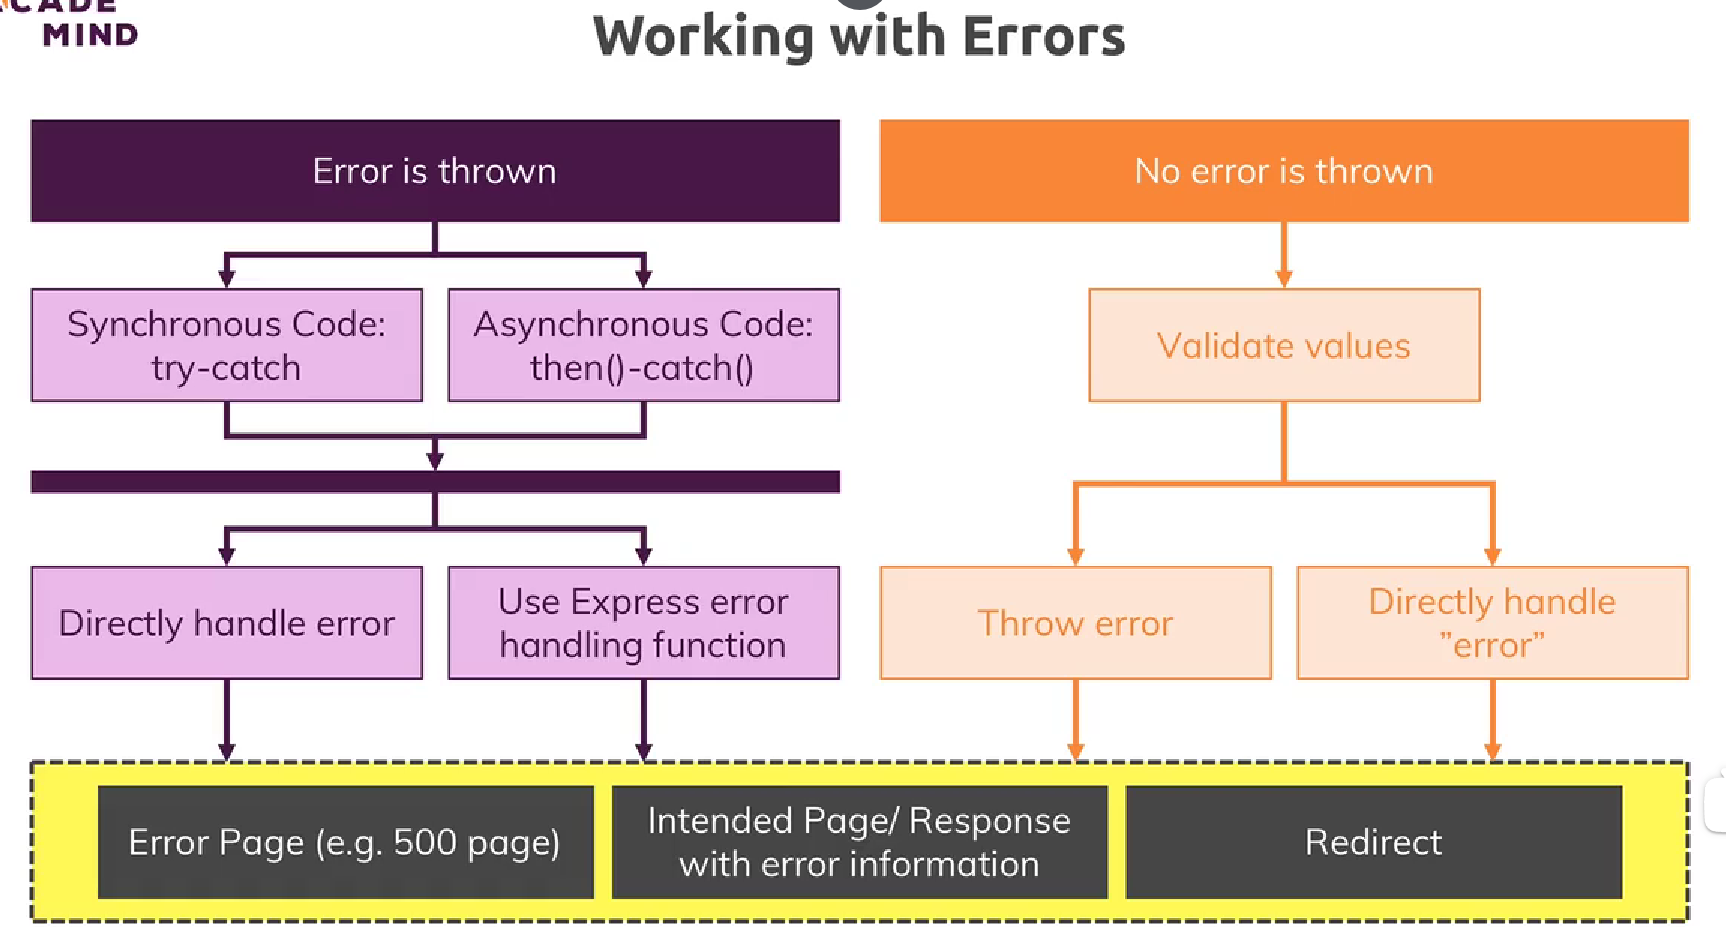 MIND
Working with Errors
Error is thrown
No error is thrown
Synchronous Code:
try-catch
Asynchronous Code:
then()-catch()
Validate values
Directly handle error
Use Express error
handling function
Throw error
Directly handle
”error”
Error Page (e.g. 500 page)
Intended Page/ Response
with error information
Redirect